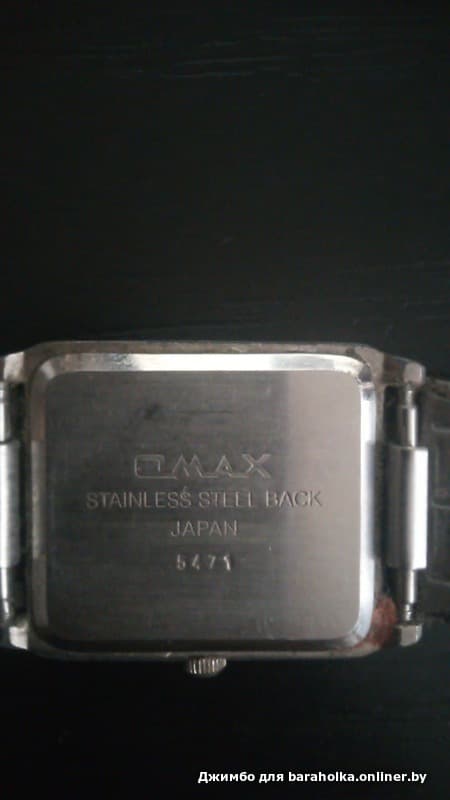 OMAX
STAINLESS STEEL BACK
JAPAN
5471
Джимбо для baraholka.onliner.by